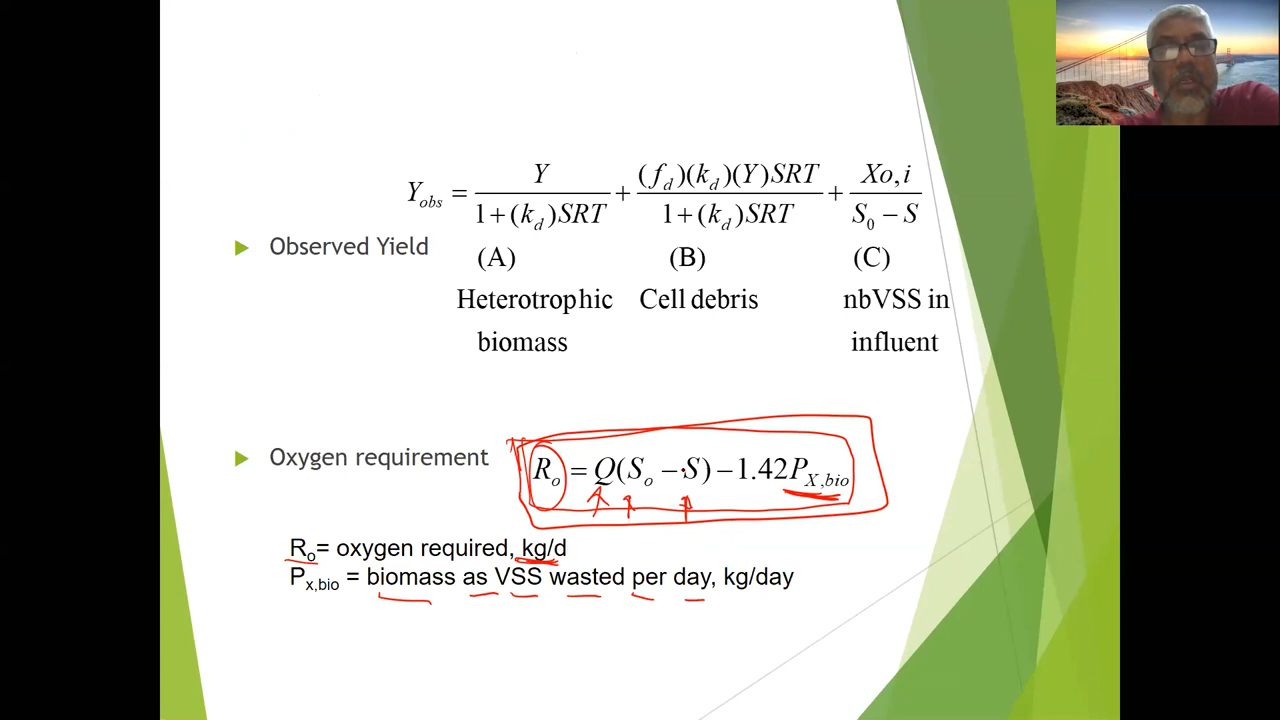 Y_obs = Y / (1+(k_d)SRT) + (f_d)(k_d)(Y)SRT / (1+(k_d)SRT) + Xo,i / (S_0 − S)
▶ Observed Yield
(A) (B) (C)
Heterotrophic Cell debris nbVSS in
biomass influent
▶ Oxygen requirement R_o = Q(S_o − S) − 1.42P_X,bio
R_o= oxygen required, kg/d
P_x,bio = biomass as VSS wasted per day, kg/day